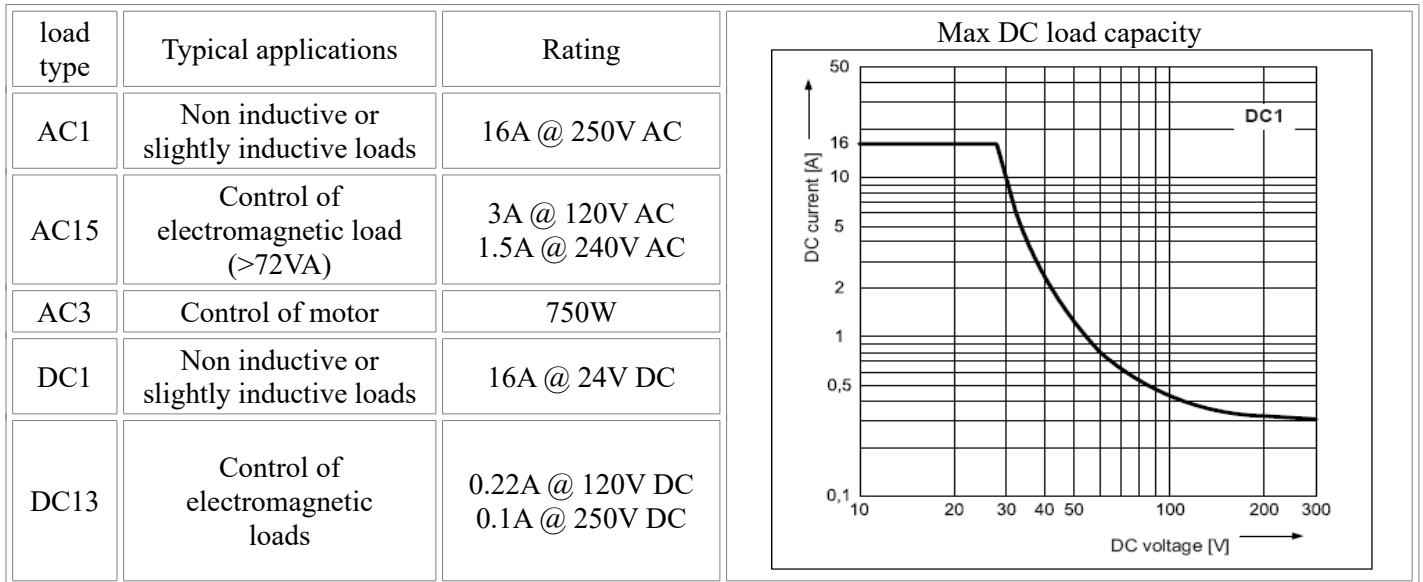 load
type
Typical applications
Rating
Max DC load capacity
AC1
Non inductive or
slightly inductive loads
16A @ 250V AC
AC15
Control of
electromagnetic load
(>72VA)
3A @ 120V AC
1.5A @ 240V AC
AC3
Control of motor
750W
DC1
Non inductive or
slightly inductive loads
16A @ 24V DC
DC13
Control of
electromagnetic
loads
0.22A @ 120V DC
0.1A @ 250V DC
50
16
10
5
2
1
0,5
0,1
DC current [A]
DC1
10 20 30 40 50 100 200 300
DC voltage [V]